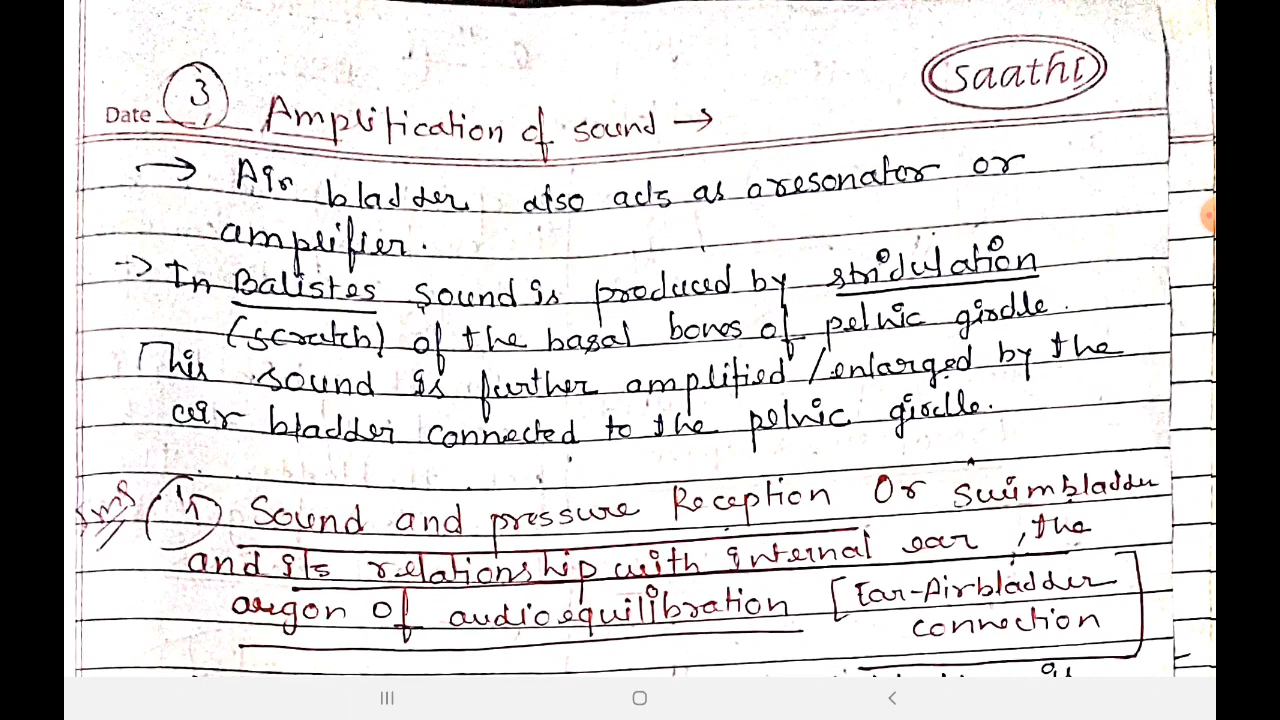 saathi
Date 3 Amplification of sound →
→ Air bladder also acts as a resonator or
amplifier.
→ In Balistes sound is produced by stridulation
(scratch) of the basal bones of pelvic girdle.
This sound is further amplified/enlarged by the
air bladder connected to the pelvic girdle.
Sound and pressure Reception Or swimbladder
and its relationship with internal ear, the
orgon of audioequilibration [Ear-Airbladder
connection]